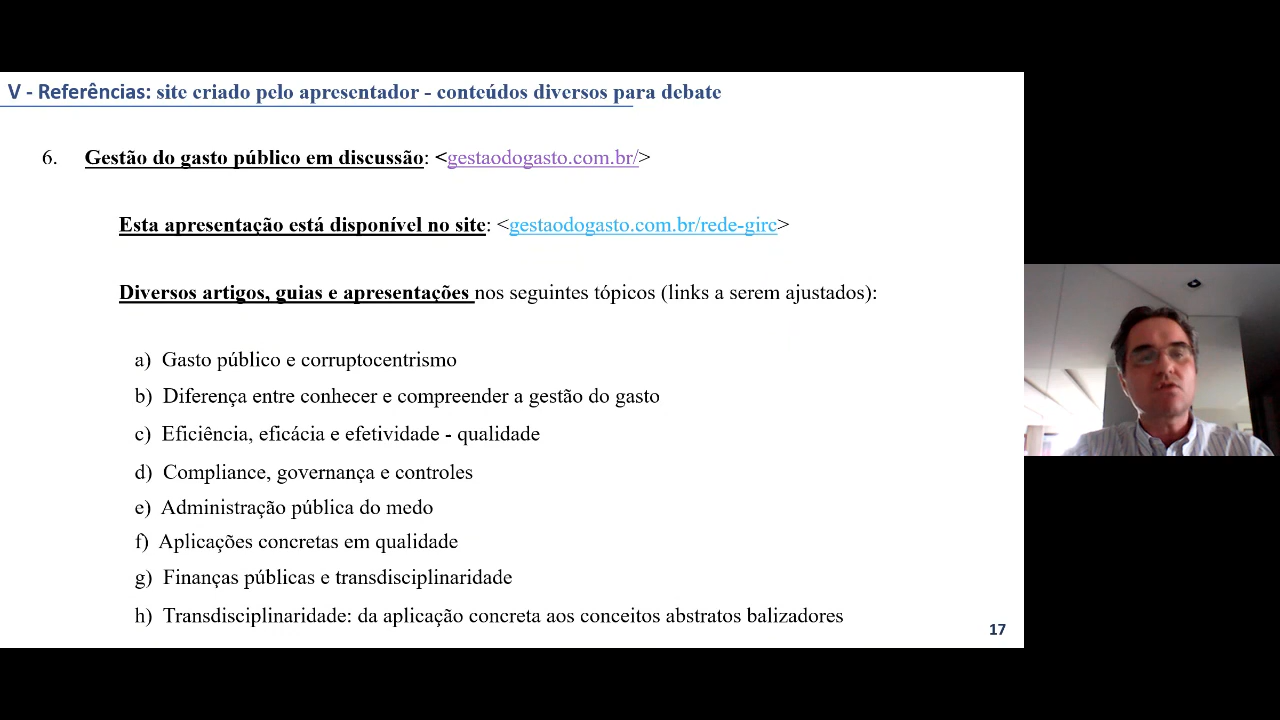 V - Referências: site criado pelo apresentador - conteúdos diversos para debate
6. Gestão do gasto público em discussão: <gestaodogasto.com.br/>
Esta apresentação está disponível no site: <gestaodogasto.com.br/rede-girc>
Diversos artigos, guias e apresentações nos seguintes tópicos (links a serem ajustados):
a) Gasto público e corruptocentrismo
b) Diferença entre conhecer e compreender a gestão do gasto
c) Eficiência, eficácia e efetividade - qualidade
d) Compliance, governança e controles
e) Administração pública do medo
f) Aplicações concretas em qualidade
g) Finanças públicas e transdisciplinaridade
h) Transdisciplinaridade: da aplicação concreta aos conceitos abstratos balizadores
17